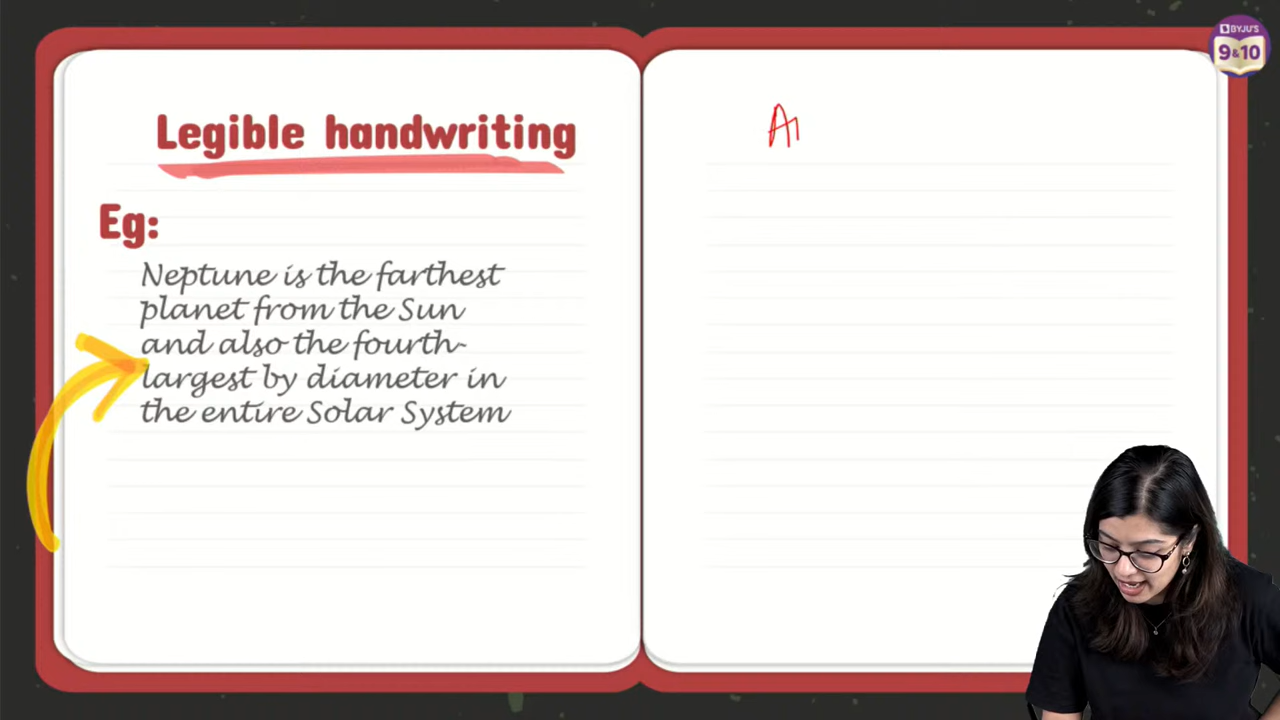 BYJU'S
9&10
Legible handwriting
Eg:
Neptune is the farthest
planet from the Sun
and also the fourth-
largest by diameter in
the entire Solar System